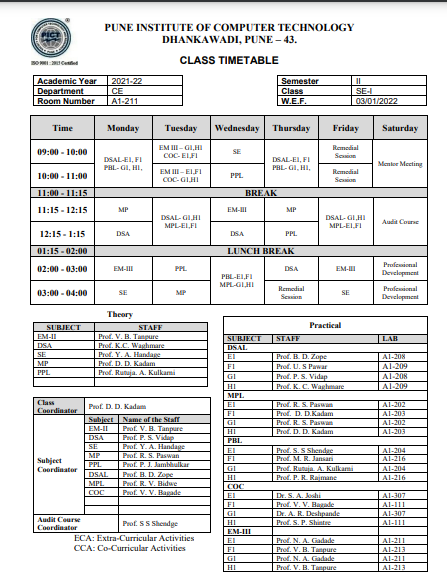 PUNE INSTITUTE OF COMPUTER TECHNOLOGY
DHANKAWADI, PUNE – 43.
PICT
ISO 9001 : 2015 Certified
CLASS TIMETABLE
Academic Year 2021-22 Semester II
Department CE Class SE-I
Room Number A1-211 W.E.F. 03/01/2022
Time Monday Tuesday Wednesday Thursday Friday Saturday
09:00 - 10:00 DSAL-E1, F1 PBL- G1, H1, EM III – G1,H1 COC- E1,F1 SE DSAL-E1, F1 PBL- G1, H1 Remedial Session Mentor Meeting
10:00 - 11:00 EM III – E1,F1 COC- G1,H1 PPL Remedial Session
11:00 - 11:15 BREAK
11:15 - 12:15 MP DSAL- G1,H1 MPL-E1,F1 EM-III MP DSAL- G1,H1 MPL-E1,F1 Audit Course
12:15 - 1:15 DSA DSA PPL
01:15 - 02:00 LUNCH BREAK
02:00 - 03:00 EM-III PPL PBL-E1,F1 MPL-G1,H1 DSA EM-III Professional Development
03:00 - 04:00 SE MP Remedial Session SE Professional Development
Theory
SUBJECT STAFF
EM-II Prof. V. B. Tanpure
DSA Prof. K.C. Waghmare
SE Prof. Y. A. Handage
MP Prof. D. D. Kadam
PPL Prof. Rutuja. A. Kulkarni
Class Coordinator Prof. D. D. Kadam
Subject Coordinator
Subject Name of the Staff
EM-II Prof. V. B. Tanpure
DSA Prof. P. S. Vidap
SE Prof. Y. A. Handage
MP Prof. R. S. Paswan
PPL Prof. P. J. Jambhulkar
DSAL Prof. B. D. Zope
MPL Prof. R. V. Bidwe
COC Prof. V. V. Bagade
Audit Course Coordinator Prof. S S Shendge
ECA: Extra-Curricular Activities
CCA: Co-Curricular Activities
Practical
SUBJECT STAFF LAB
DSAL
E1 Prof. B. D. Zope A1-208
F1 Prof. U. S Pawar A1-209
G1 Prof. P. S. Vidap A1-208
H1 Prof. K. C. Waghmare A1-209
MPL
E1 Prof. R. S. Paswan A1-202
F1 Prof. D. D.Kadam A1-203
G1 Prof. R. S. Paswan A1-202
H1 Prof. D. D. Kadam A1-203
PBL
E1 Prof. S. S Shendge A1-204
F1 Prof. M. R. Jansari A1-216
G1 Prof. Rutuja. A. Kulkarni A1-204
H1 Prof. P. R. Rajmane A1-216
COC
E1 Dr. S. A. Joshi A1-307
F1 Prof. V. V. Bagade A1-111
G1 Dr. A. R. Deshpande A1-307
H1 Prof. S. P. Shintre A1-111
EM-III
E1 Prof. N. A. Gadade A1-211
F1 Prof. V. B. Tanpure A1-213
G1 Prof. N. A. Gadade A1-211
H1 Prof. V. B. Tanpure A1-213